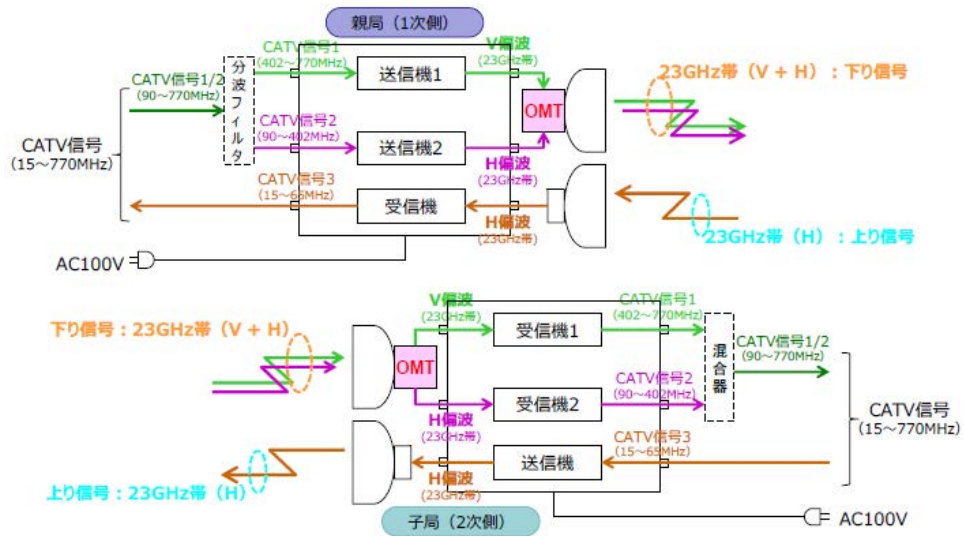 親局（1次側）
CATV信号1
(402～770MHz)
V偏波
(23GHz帯)
CATV信号1/2
(90～770MHz)
分波フィルタ
送信機1
OMT
23GHz帯（V + H）：下り信号
CATV信号
(15～770MHz)
CATV信号2
(90～402MHz)
送信機2
H偏波
(23GHz帯)
CATV信号3
(15～65MHz)
受信機
H偏波
(23GHz帯)
23GHz帯（H）：上り信号
AC100V
下り信号：23GHz帯（V + H）
V偏波
(23GHz帯)
CATV信号1
(402～770MHz)
受信機1
OMT
混合器
CATV信号1/2
(90～770MHz)
H偏波
(23GHz帯)
受信機2
CATV信号2
(90～402MHz)
CATV信号
(15～770MHz)
CATV信号3
(15～65MHz)
送信機
H偏波
(23GHz帯)
上り信号：23GHz帯（H）
子局（2次側）
AC100V